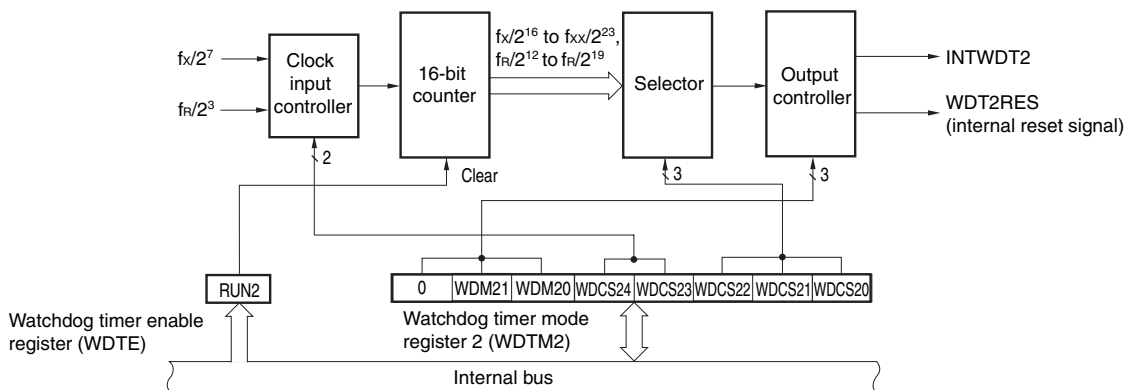 fX/2^7
fR/2^3
Clock
input
controller
16-bit
counter
fX/2^16 to fXX/2^23,
fR/2^12 to fR/2^19
Selector
Output
controller
INTWDT2
WDT2RES
(internal reset signal)
2
Clear
3
3
RUN2
0 WDM21 WDM20 WDCS24 WDCS23 WDCS22 WDCS21 WDCS20
Watchdog timer enable
register (WDTE)
Watchdog timer mode
register 2 (WDTM2)
Internal bus